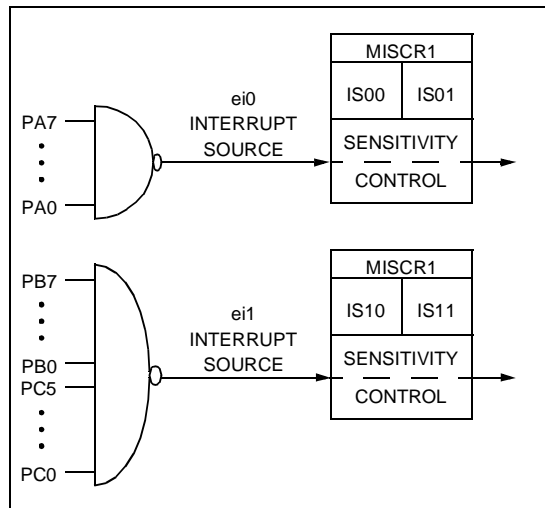 MISCR1
IS00 IS01
SENSITIVITY
CONTROL
ei0
INTERRUPT
SOURCE
PA7
PA0
MISCR1
IS10 IS11
SENSITIVITY
CONTROL
ei1
INTERRUPT
SOURCE
PB7
PB0
PC5
PC0